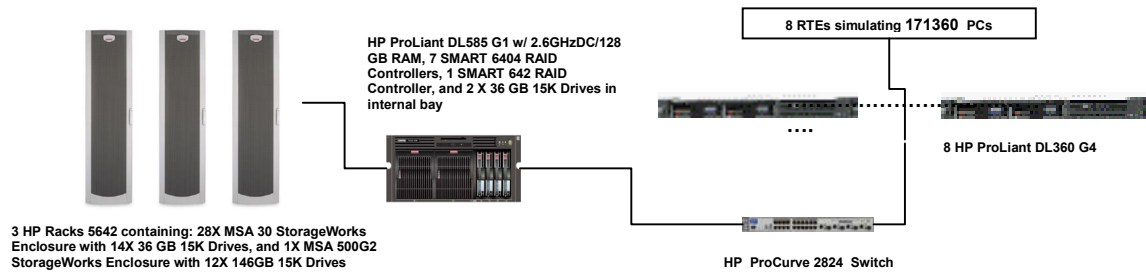 8 RTEs simulating 171360 PCs
HP ProLiant DL585 G1 w/ 2.6GHzDC/128
GB RAM, 7 SMART 6404 RAID
Controllers, 1 SMART 642 RAID
Controller, and 2 X 36 GB 15K Drives in
internal bay
....
8 HP ProLiant DL360 G4
3 HP Racks 5642 containing: 28X MSA 30 StorageWorks
Enclosure with 14X 36 GB 15K Drives, and 1X MSA 500G2
StorageWorks Enclosure with 12X 146GB 15K Drives
HP ProCurve 2824 Switch